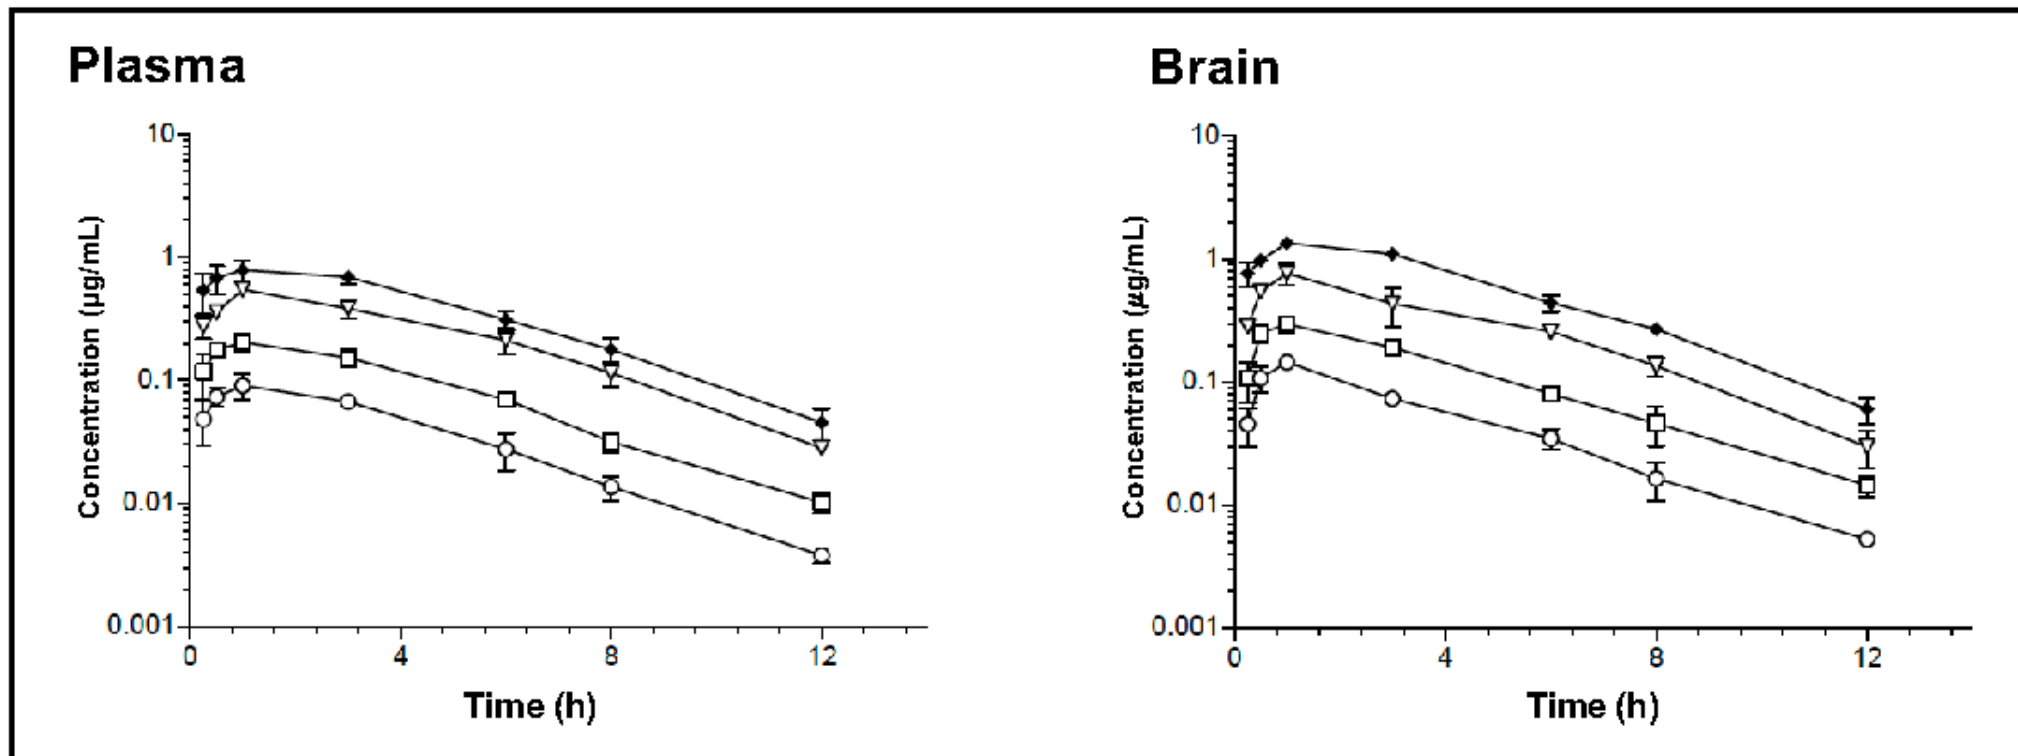 Plasma
Concentration (µg/mL)
10
1
0.1
0.01
0.001
0 4 8 12
Time (h)
Brain
Concentration (µg/mL)
10
1
0.1
0.01
0.001
0 4 8 12
Time (h)